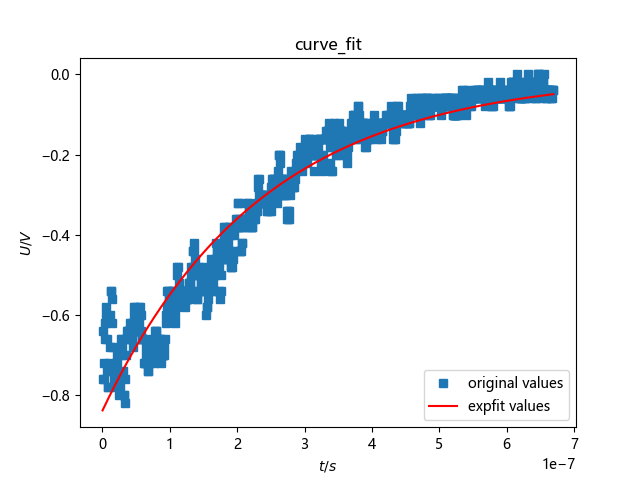 curve_fit
0.0
−0.2
−0.4
−0.6
−0.8
U/V
original values
expfit values
0 1 2 3 4 5 6 7
1e−7
t/s